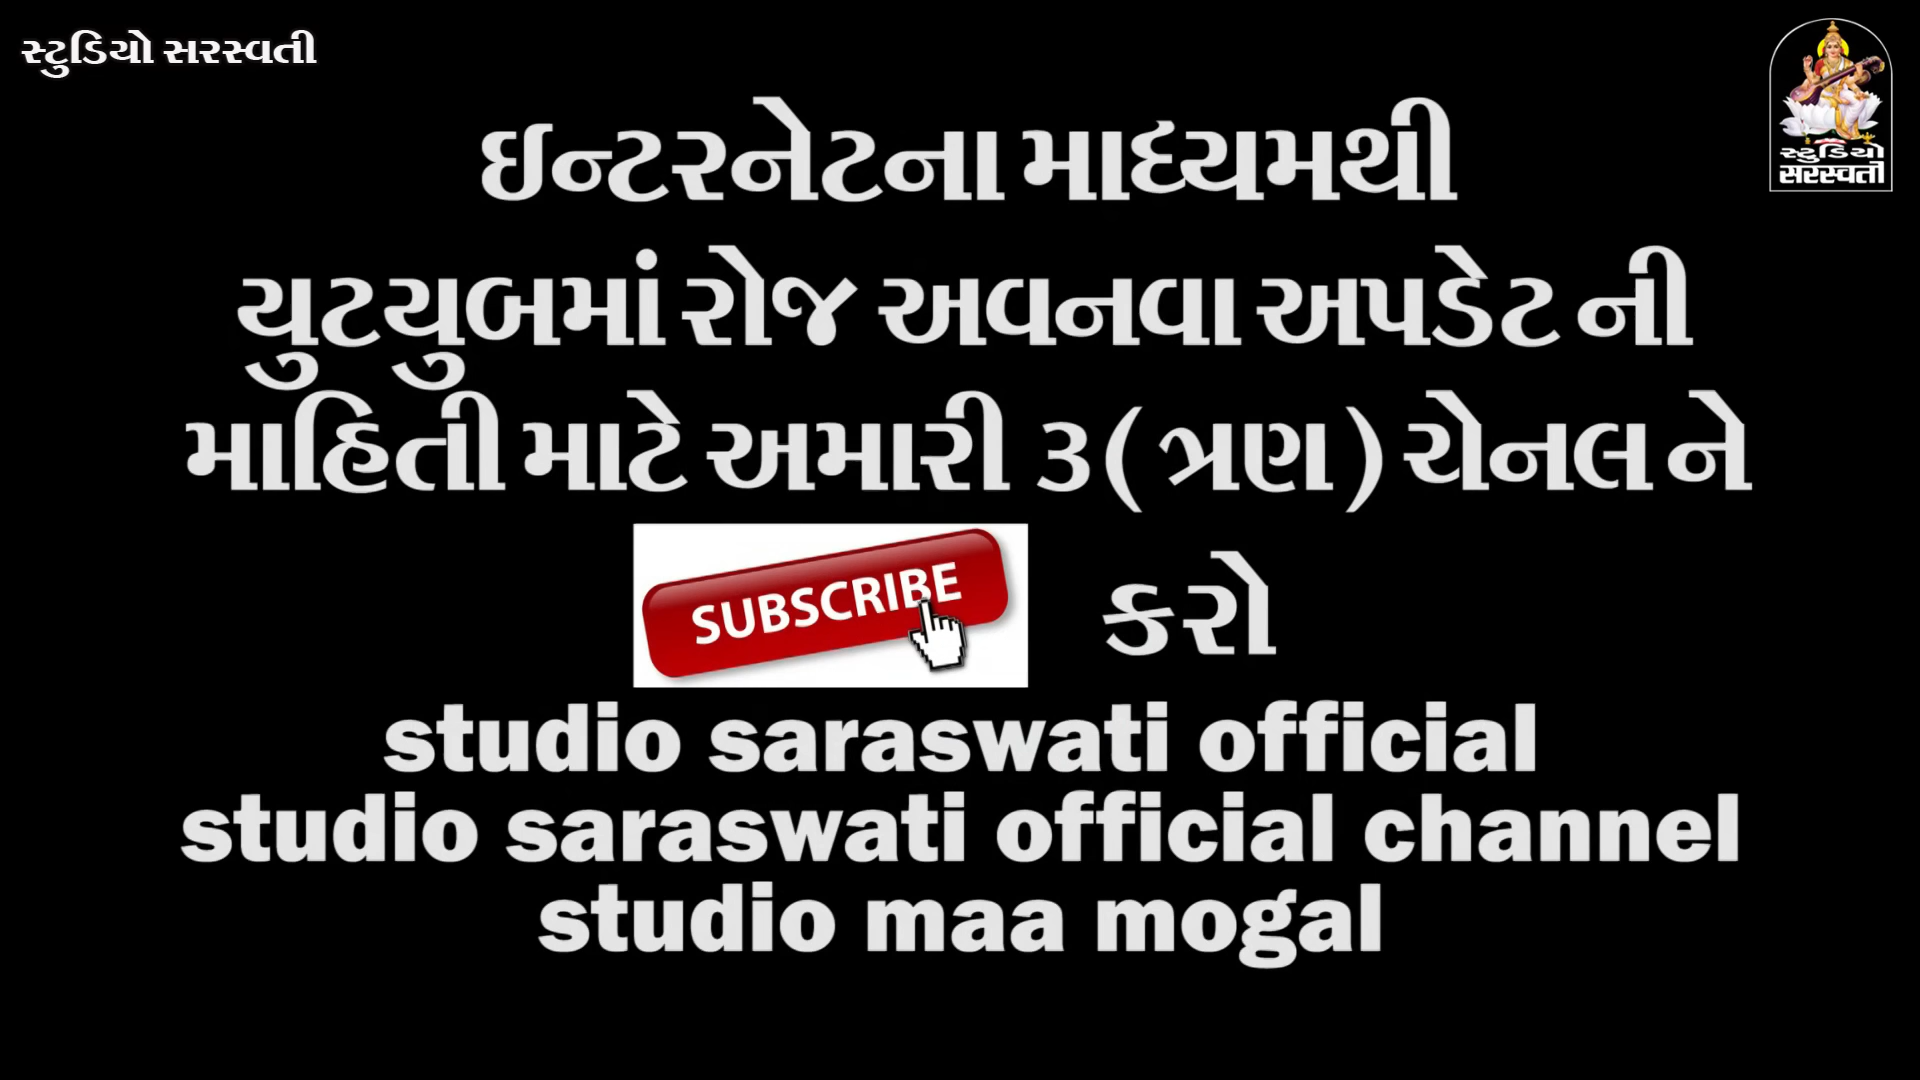 સ્ટુડિયો સરસ્વતી
સ્ટુડિયો
સરસ્વતી
ઇન્ટરનેટના માધ્યમથી
યુટયુબમાં રોજ અવનવા અપડેટ ની
માહિતી માટે અમારી ૩ ( ત્રણ ) ચેનલ ને
SUBSCRIBE કરો
studio saraswati official
studio saraswati official channel
studio maa mogal